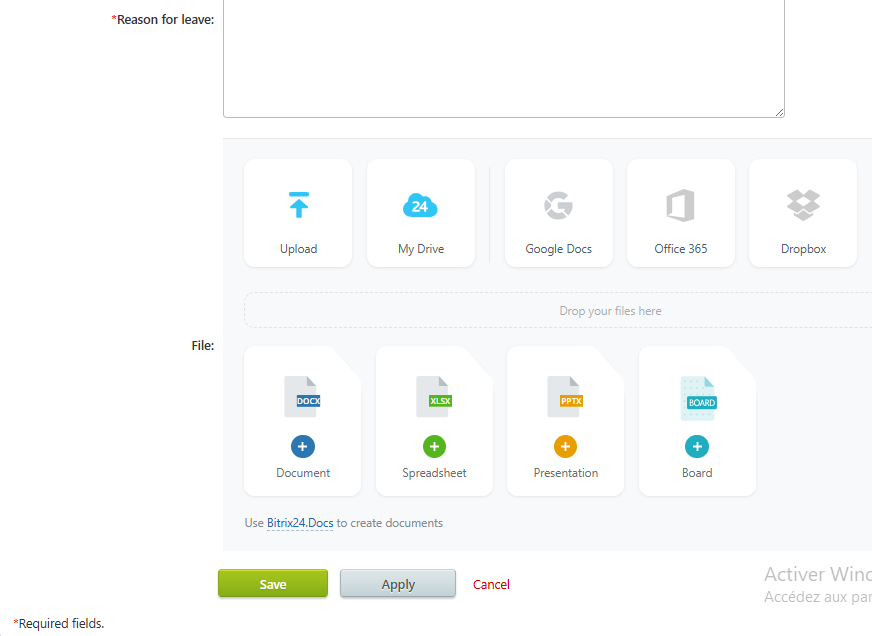 *Reason for leave:
24
Upload
My Drive
Google Docs
Office 365
Dropbox
Drop your files here
File:
DOCX
XLSX
PPTX
BOARD
Document
Spreadsheet
Presentation
Board
Use Bitrix24.Docs to create documents
Save
Apply
Cancel
Activer Wind
Accédez aux par
*Required fields.